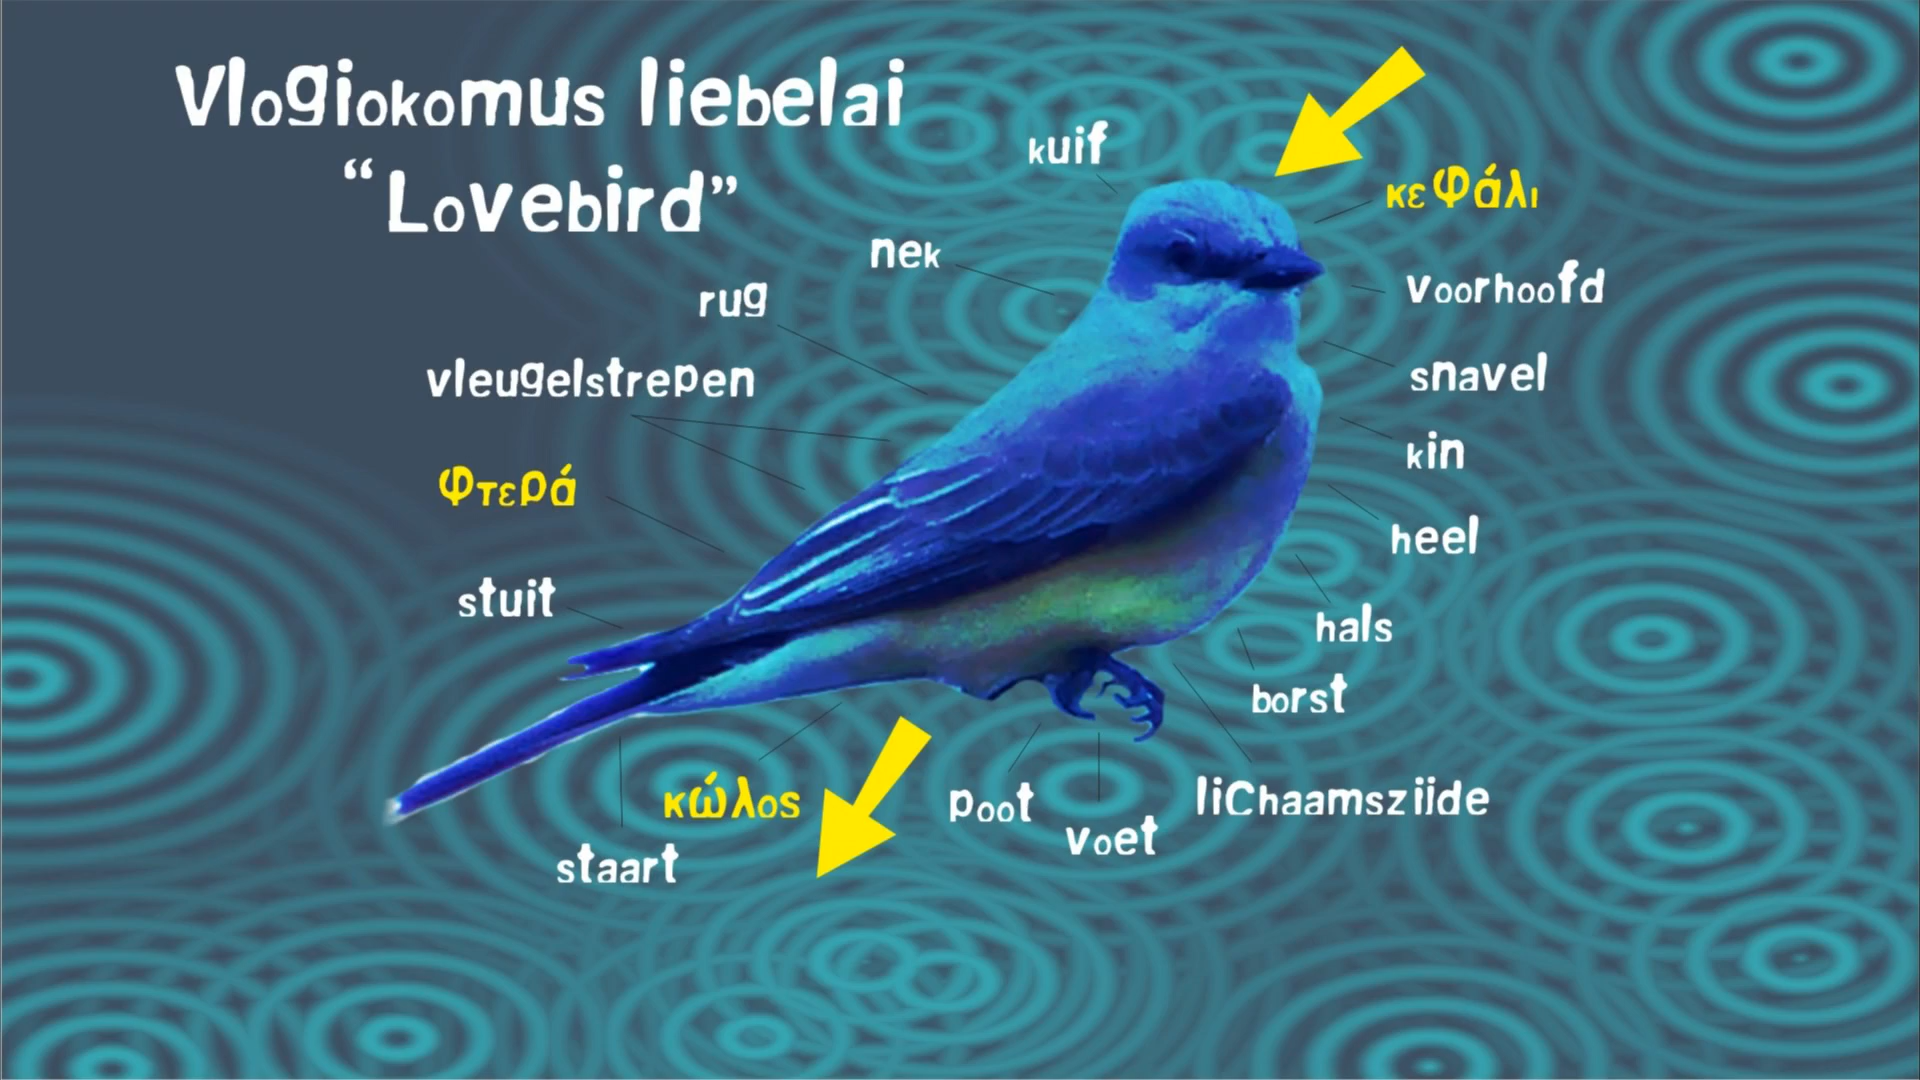 Vlogiokomus liebelai
“Lovebird”
kuif
κεφάλι
nek
voorhoofd
rug
snavel
vleugelstrepen
kin
φτερά
heel
stuit
hals
borst
κώλος
poot
lichaamszijde
voet
staart